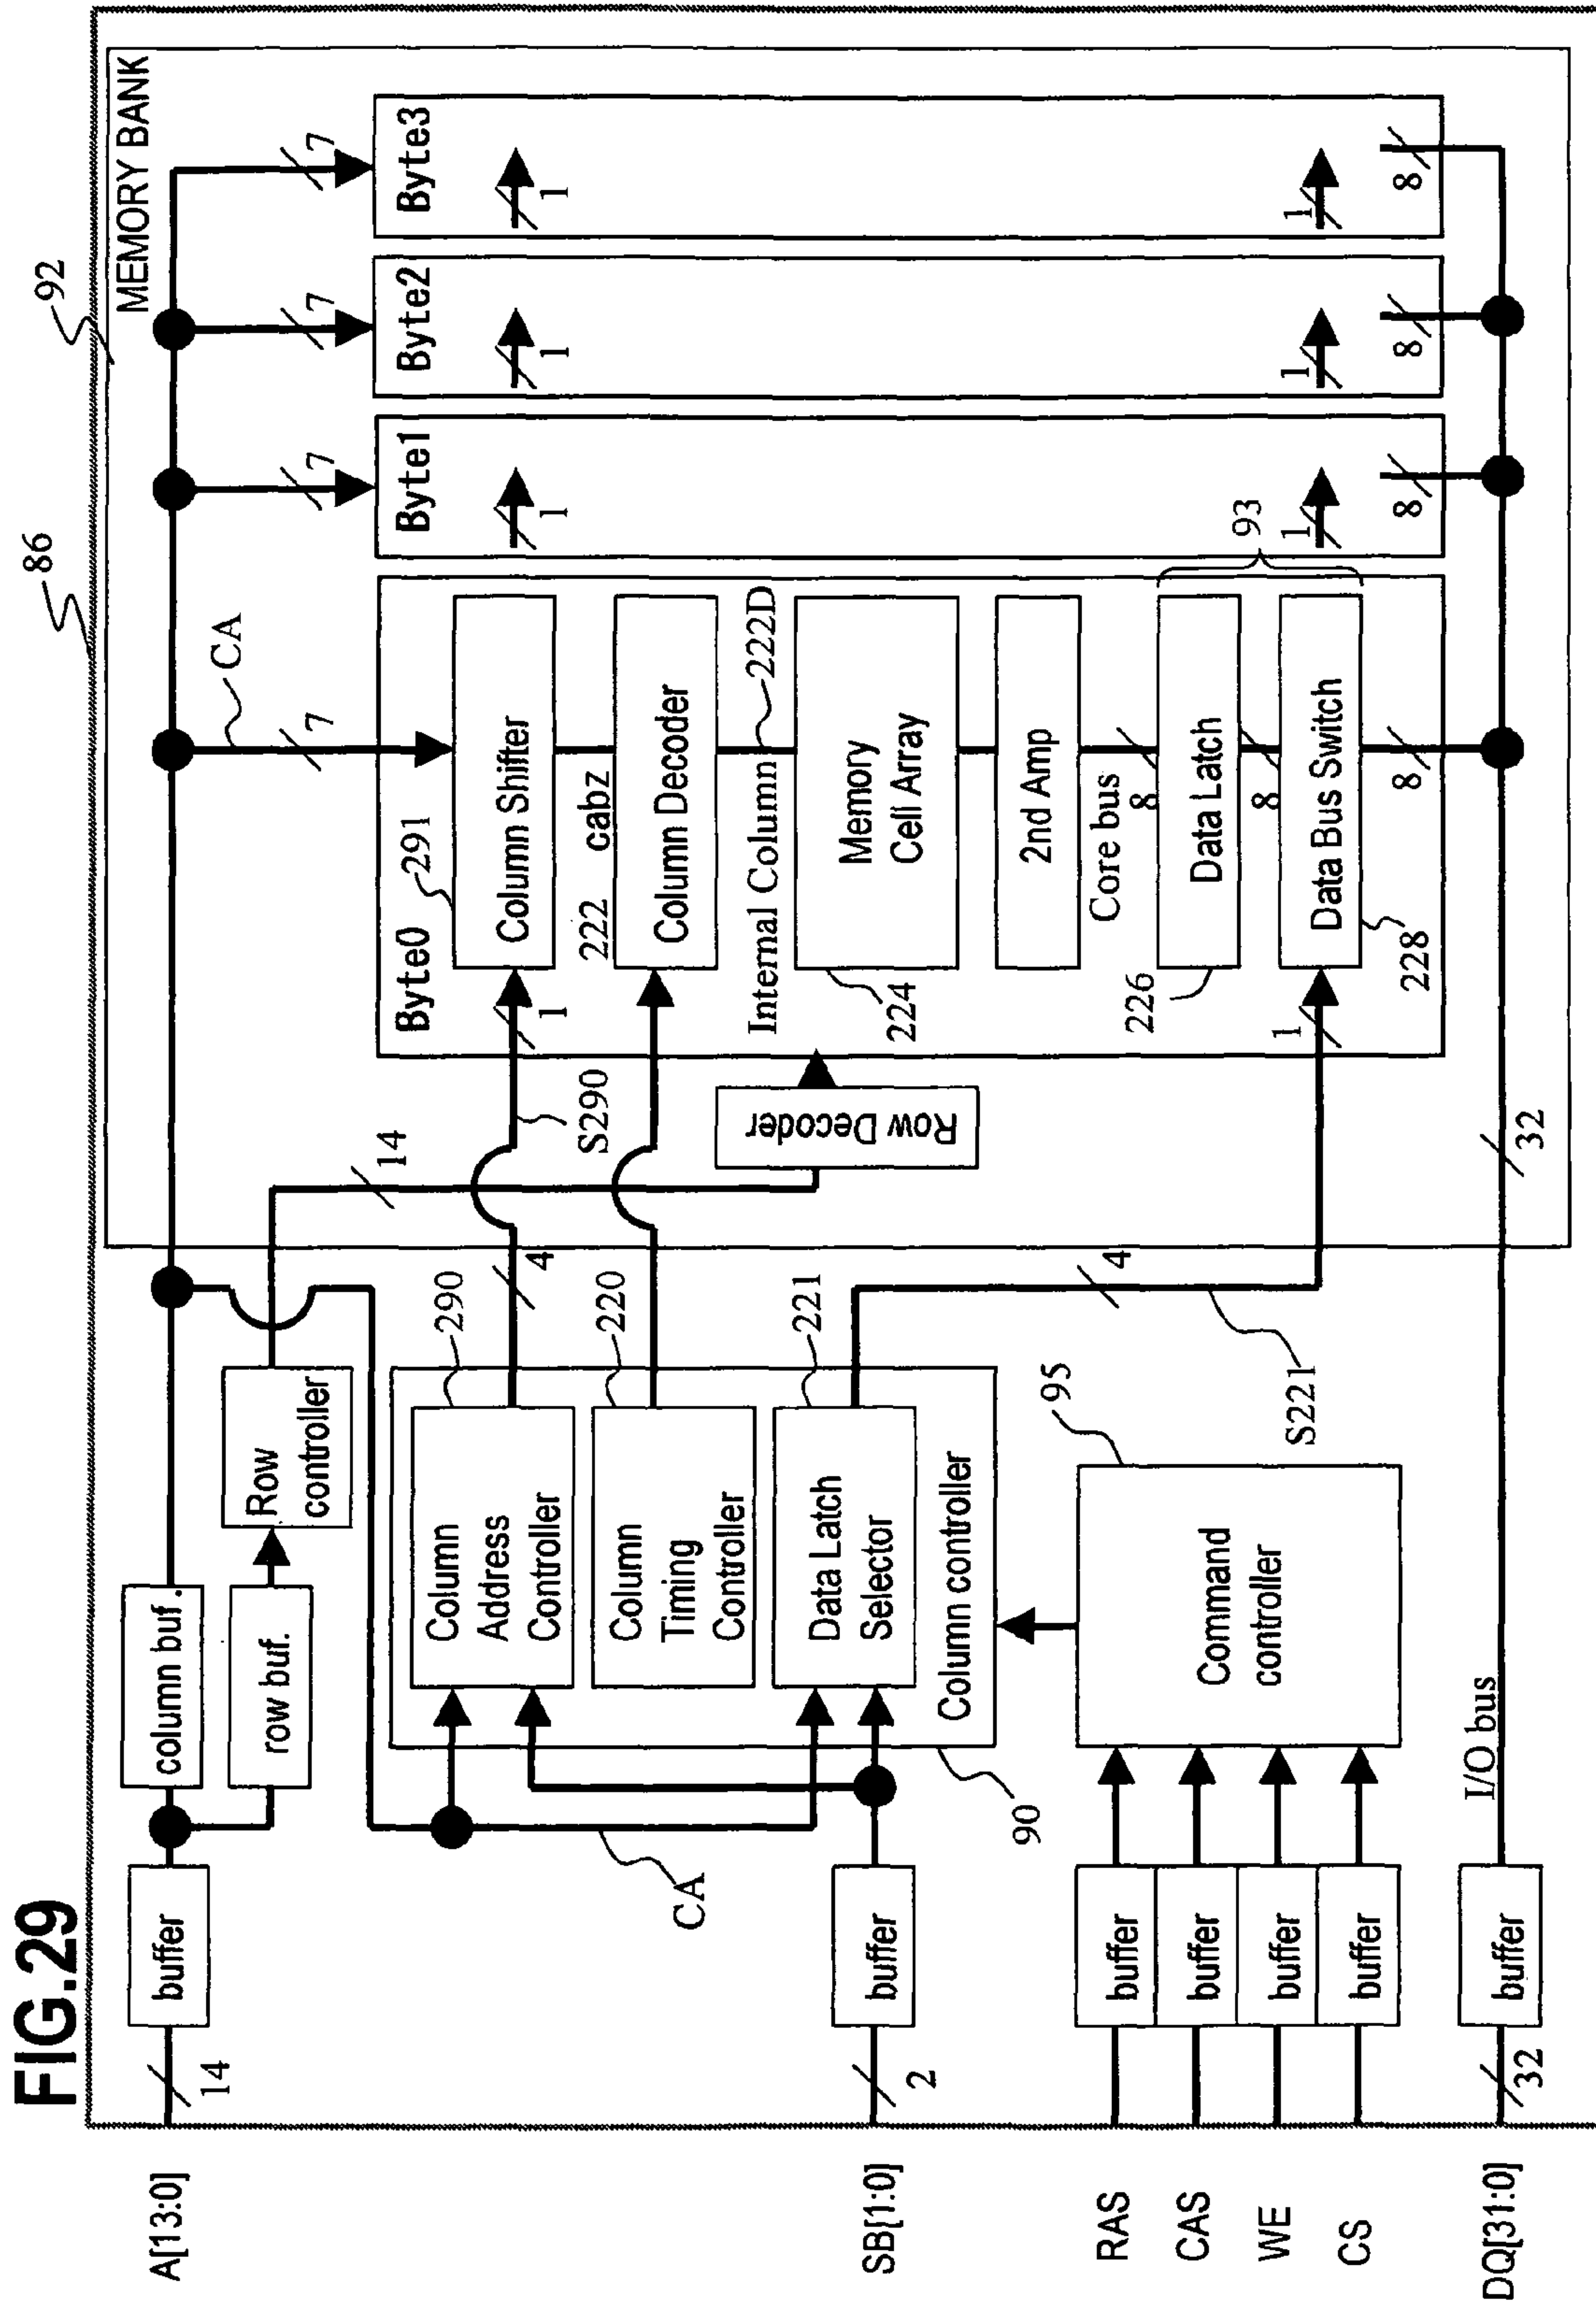 FIG.29
86
92
A[13:0]
14
buffer
column buf.
row buf.
Row
controller
14
MEMORY BANK
CA
7
7
7
7
Byte0
291
Column Shifter
1
S290
222
cabz
Column Decoder
Internal Column
222D
Row Decoder
Memory
Cell Array
224
2nd Amp
Core bus
8
226
Data Latch
8
93
Data Bus Switch
1
228
8
Byte1
1
1
8
Byte2
1
1
8
Byte3
1
1
8
Column
Address
Controller
290
4
Column
Timing
Controller
220
Data Latch
Selector
221
4
S221
Column controller
90
CA
SB[1:0]
2
buffer
95
Command
controller
RAS
buffer
CAS
buffer
WE
buffer
CS
buffer
DQ[31:0]
32
buffer
I/O bus
32